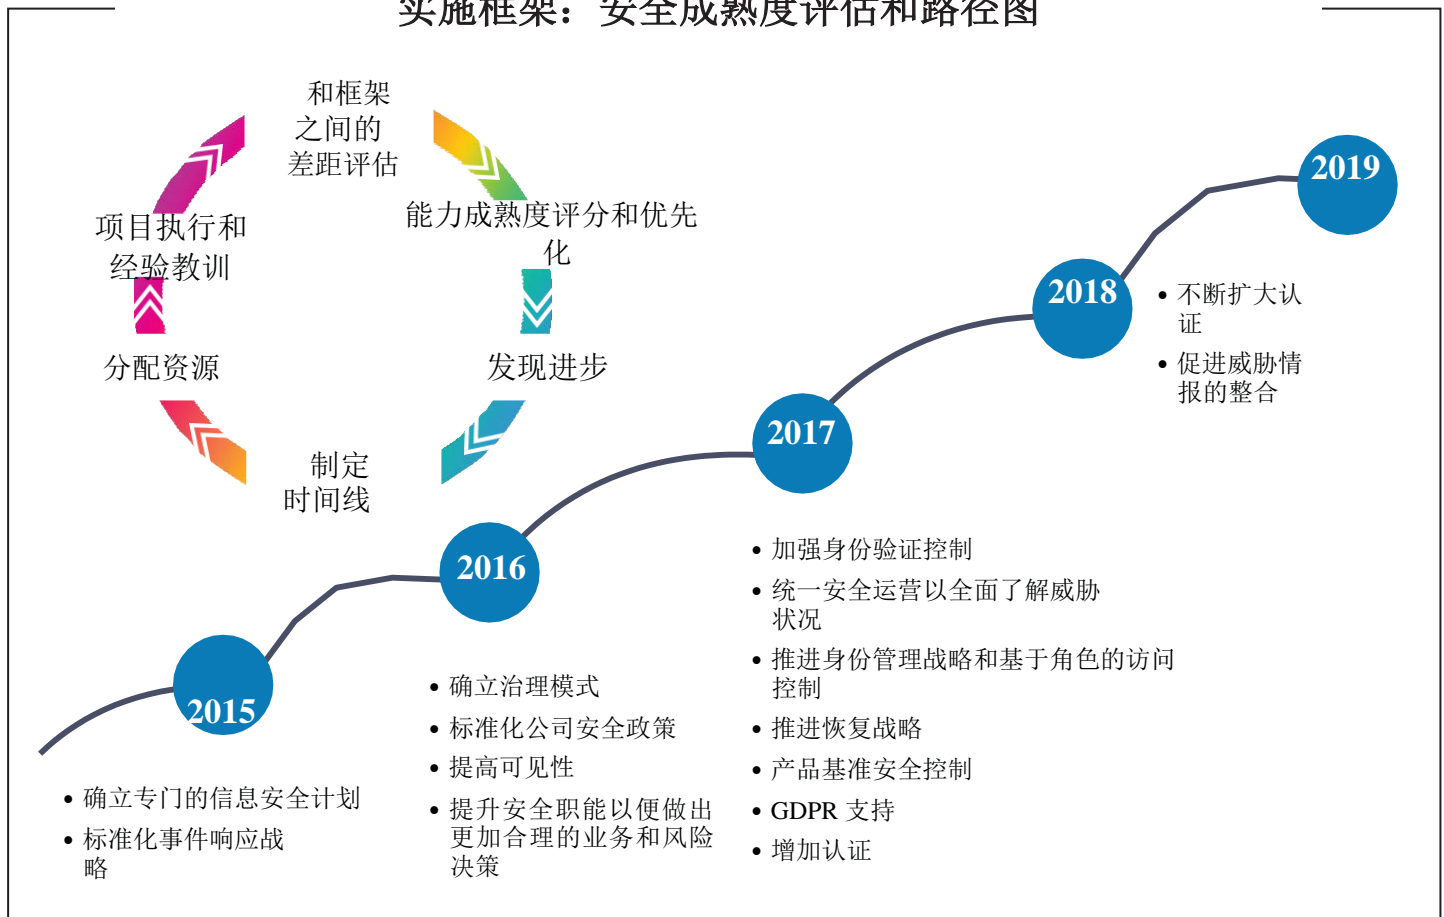 实施框架：安全成熟度评估和路径图
和框架
之间的
差距评估
能力成熟度评分和优先
化
发现进步
制定
时间线
分配资源
项目执行和
经验教训
2015
• 确立专门的信息安全计划
• 标准化事件响应战
略
2016
• 确立治理模式
• 标准化公司安全政策
• 提高可见性
• 提升安全职能以便做出
更加合理的业务和风险
决策
2017
• 加强身份验证控制
• 统一安全运营以全面了解威胁
状况
• 推进身份管理战略和基于角色的访问
控制
• 推进恢复战略
• 产品基准安全控制
• GDPR 支持
• 增加认证
2018
• 不断扩大认
证
• 促进威胁情
报的整合
2019